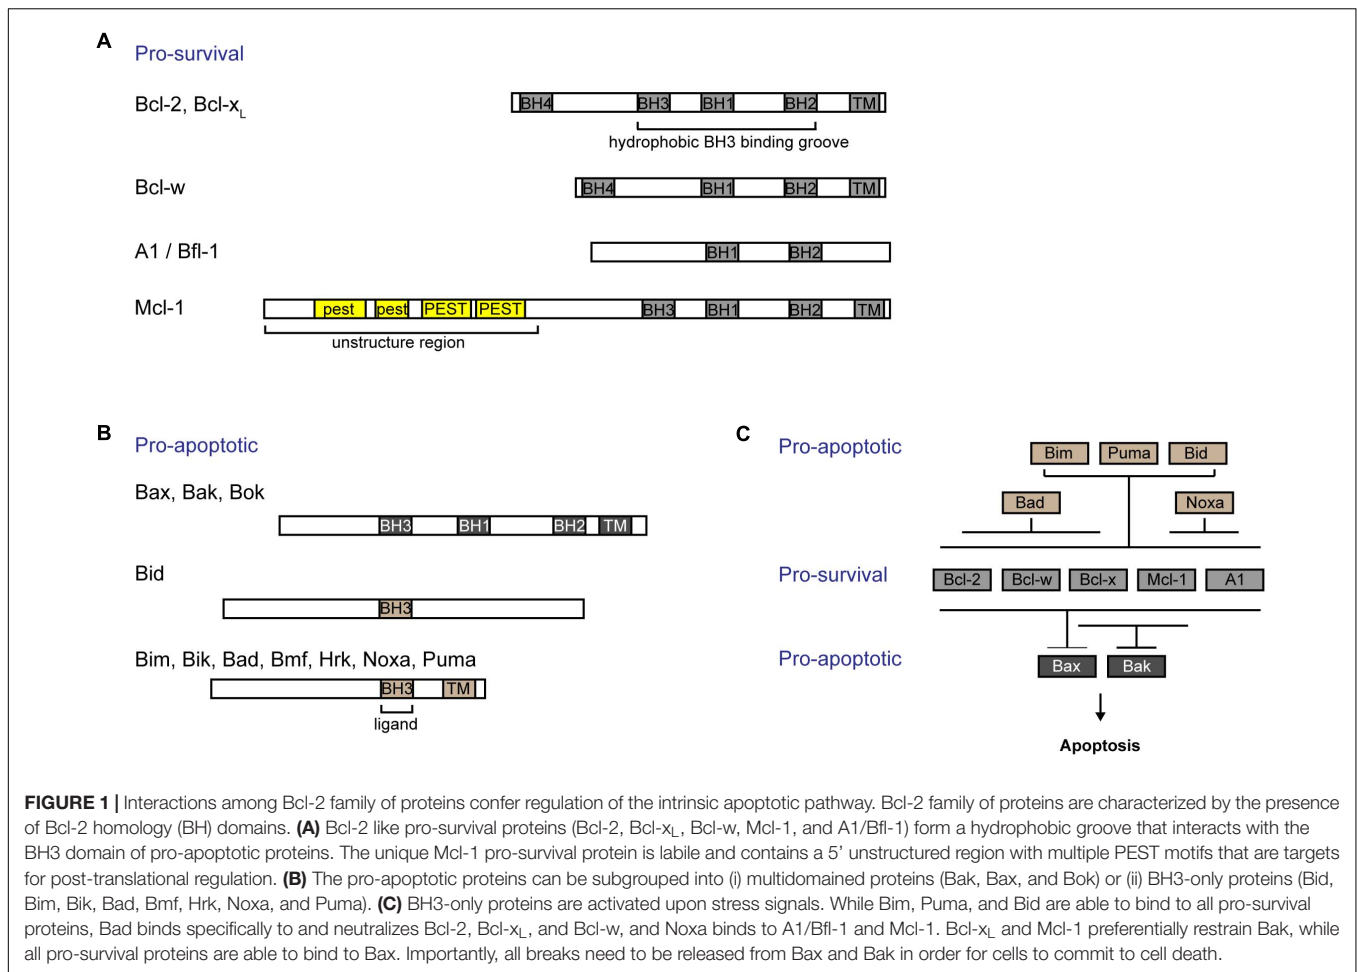 A
Pro-survival
Bcl-2, Bcl-xL
BH4 BH3 BH1 BH2 TM
hydrophobic BH3 binding groove
Bcl-w
BH4 BH1 BH2 TM
A1 / Bfl-1
BH1 BH2
Mcl-1
pest pest PEST PEST BH3 BH1 BH2 TM
unstructure region
B
Pro-apoptotic
Bax, Bak, Bok
BH3 BH1 BH2 TM
Bid
BH3
Bim, Bik, Bad, Bmf, Hrk, Noxa, Puma
BH3 TM
ligand
C
Pro-apoptotic
Bim Puma Bid
Bad Noxa
Pro-survival
Bcl-2 Bcl-w Bcl-x Mcl-1 A1
Pro-apoptotic
Bax Bak
Apoptosis
FIGURE 1 | Interactions among Bcl-2 family of proteins confer regulation of the intrinsic apoptotic pathway. Bcl-2 family of proteins are characterized by the presence
of Bcl-2 homology (BH) domains. (A) Bcl-2 like pro-survival proteins (Bcl-2, Bcl-xL, Bcl-w, Mcl-1, and A1/Bfl-1) form a hydrophobic groove that interacts with the
BH3 domain of pro-apoptotic proteins. The unique Mcl-1 pro-survival protein is labile and contains a 5’ unstructured region with multiple PEST motifs that are targets
for post-translational regulation. (B) The pro-apoptotic proteins can be subgrouped into (i) multidomained proteins (Bak, Bax, and Bok) or (ii) BH3-only proteins (Bid,
Bim, Bik, Bad, Bmf, Hrk, Noxa, and Puma). (C) BH3-only proteins are activated upon stress signals. While Bim, Puma, and Bid are able to bind to all pro-survival
proteins, Bad binds specifically to and neutralizes Bcl-2, Bcl-xL, and Bcl-w, and Noxa binds to A1/Bfl-1 and Mcl-1. Bcl-xL and Mcl-1 preferentially restrain Bak, while
all pro-survival proteins are able to bind to Bax. Importantly, all breaks need to be released from Bax and Bak in order for cells to commit to cell death.